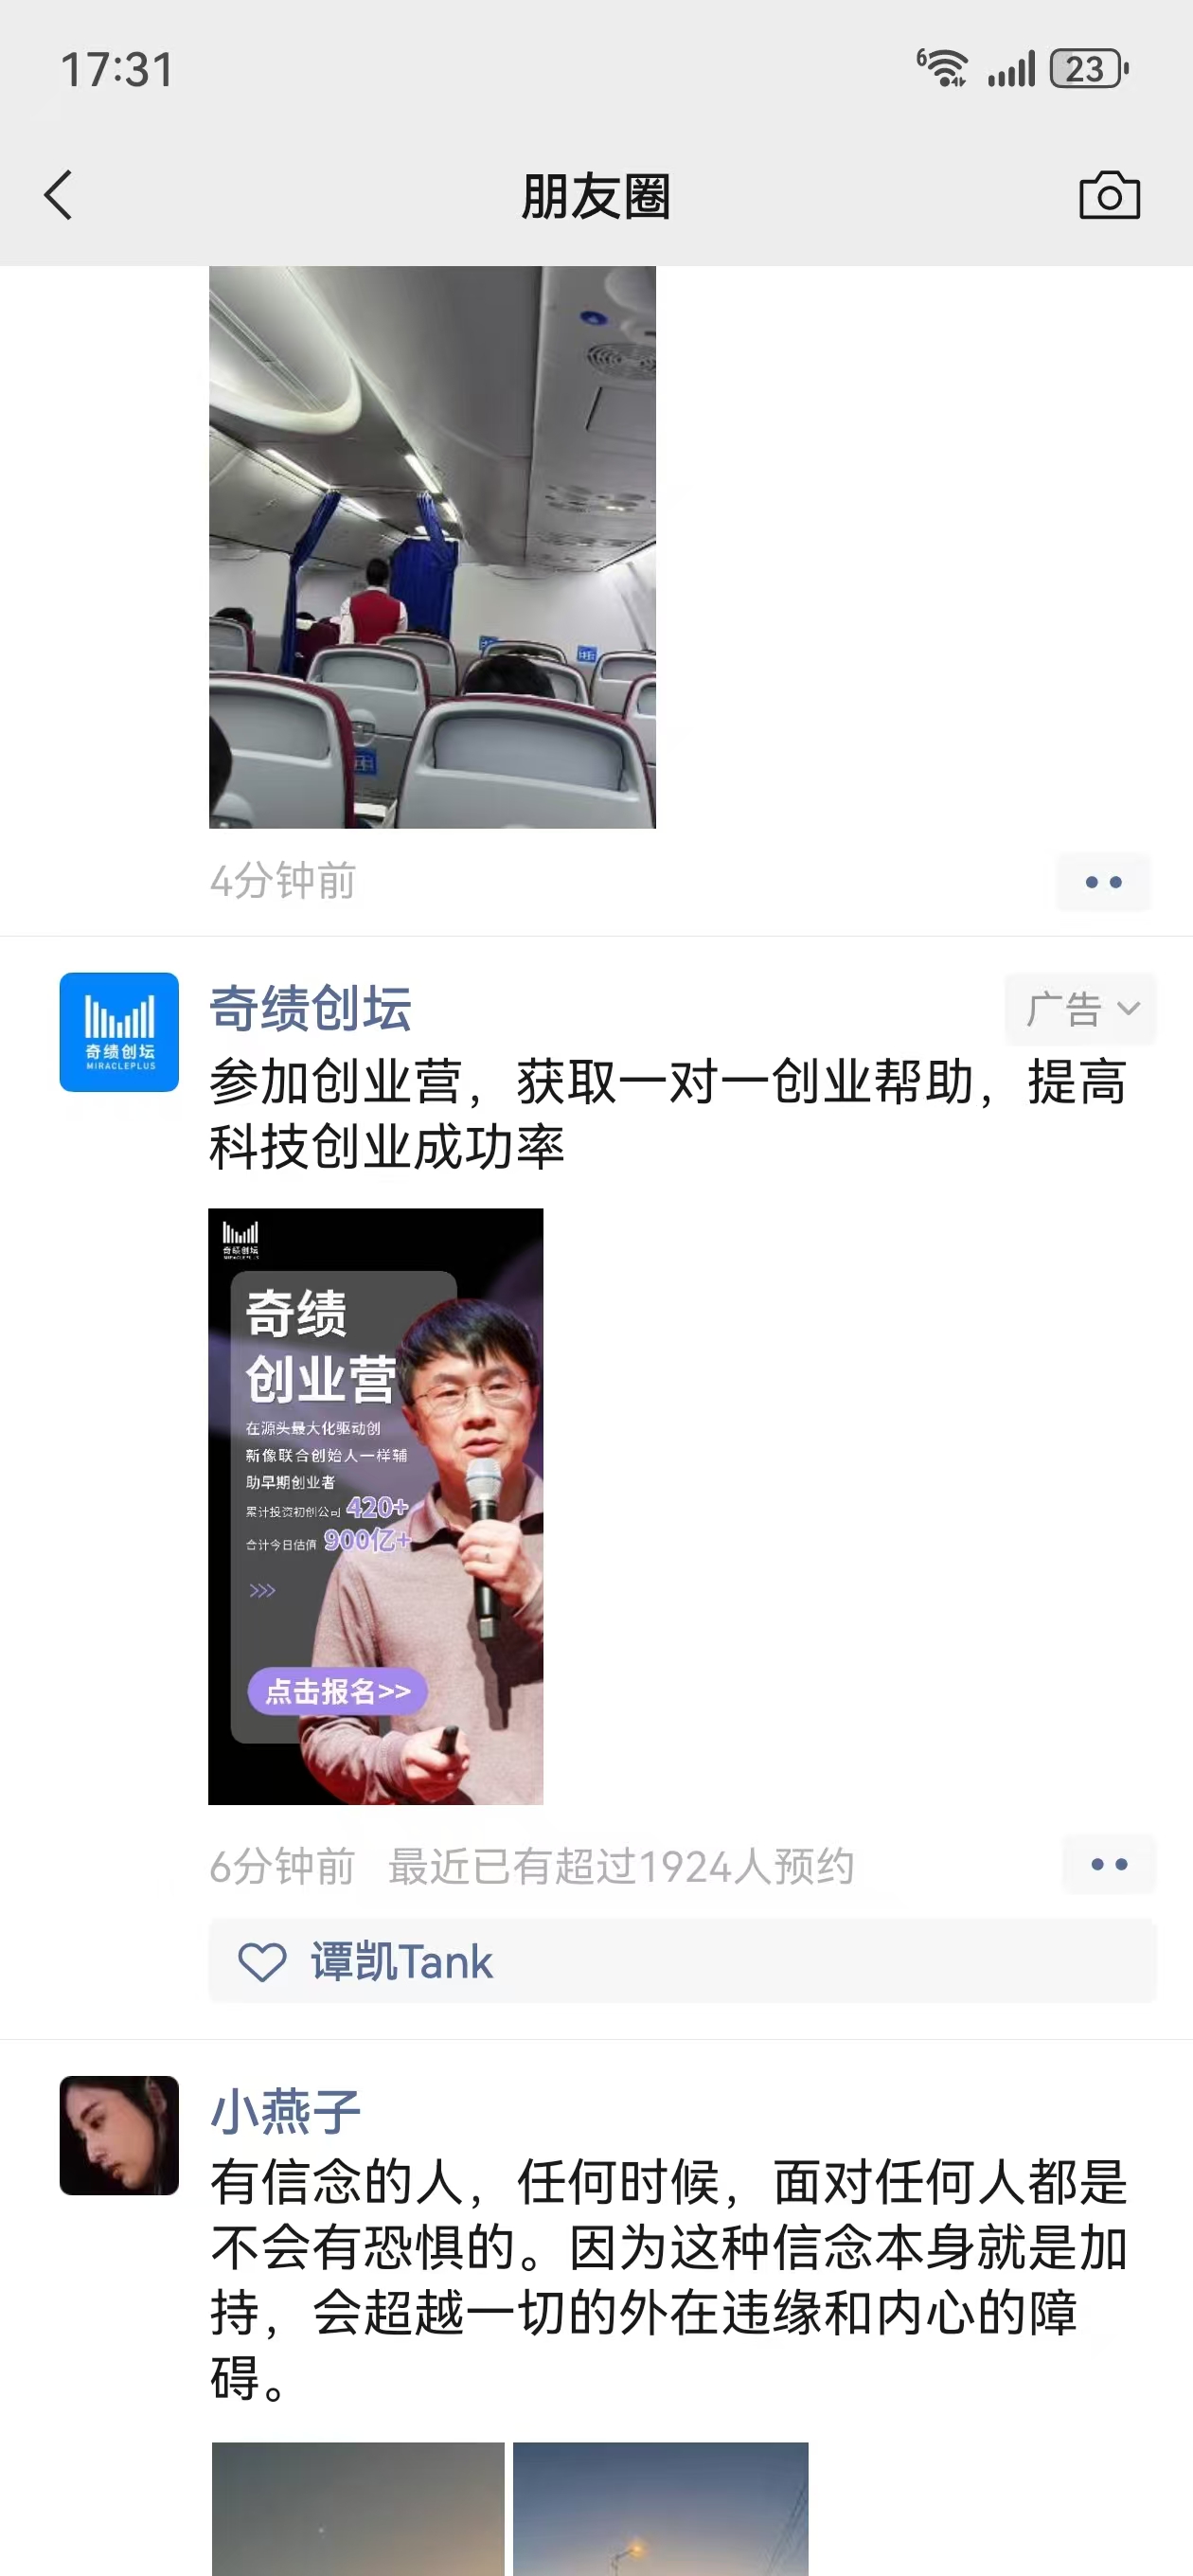 17:31
6
23
朋友圈
4分钟前
奇绩创坛
广告
奇绩创坛
MIRACLEPLUS
参加创业营，获取一对一创业帮助，提高
科技创业成功率
奇绩创坛
奇绩
创业营
在源头最大化驱动创
新像联合创始人一样辅
助早期创业者
累计投资初创公司 420+
合计今日估值 900亿+
>>>
点击报名>>
6分钟前 最近已有超过1924人预约
谭凯Tank
小燕子
有信念的人，任何时候，面对任何人都是
不会有恐惧的。因为这种信念本身就是加
持，会超越一切的外在违缘和内心的障
碍。